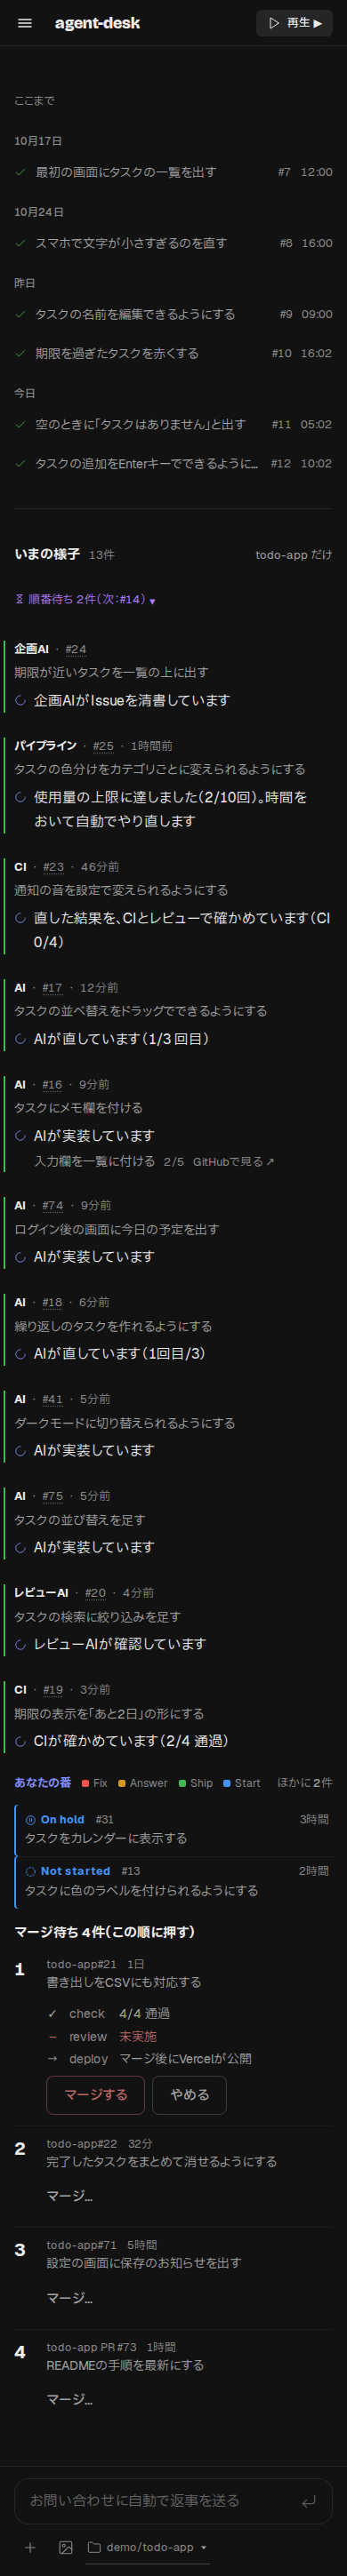 agent-desk
再生 ▶
ここまで
10月17日
最初の画面にタスクの一覧を出す #7 12:00
10月24日
スマホで文字が小さすぎるのを直す #8 16:00
昨日
タスクの名前を編集できるようにする #9 09:00
期限を過ぎたタスクを赤くする #10 16:02
今日
空のときに「タスクはありません」と出す #11 05:02
タスクの追加をEnterキーでできるように… #12 10:02
いまの様子 13件 todo-app だけ
順番待ち 2件（次：#14） ▼
企画AI · #24
期限が近いタスクを一覧の上に出す
企画AIがIssueを清書しています
パイプライン · #25 · 1時間前
タスクの色分けをカテゴリごとに変えられるようにする
使用量の上限に達しました（2/10回）。時間を
おいて自動でやり直します
CI · #23 · 46分前
通知の音を設定で変えられるようにする
直した結果を、CIとレビューで確かめています（CI
0/4）
AI · #17 · 12分前
タスクの並べ替えをドラッグでできるようにする
AIが直しています（1/3 回目）
AI · #16 · 9分前
タスクにメモ欄を付ける
AIが実装しています
入力欄を一覧に付ける 2/5 GitHubで見る ↗
AI · #74 · 9分前
ログイン後の画面に今日の予定を出す
AIが実装しています
AI · #18 · 6分前
繰り返しのタスクを作れるようにする
AIが直しています（1回目/3）
AI · #41 · 5分前
ダークモードに切り替えられるようにする
AIが実装しています
AI · #75 · 5分前
タスクの並び替えを足す
AIが実装しています
レビューAI · #20 · 4分前
タスクの検索に絞り込みを足す
レビューAIが確認しています
CI · #19 · 3分前
期限の表示を「あと2日」の形にする
CIが確かめています（2/4 通過）
あなたの番 Fix Answer Ship Start ほかに 2件
On hold #31 3時間
タスクをカレンダーに表示する
Not started #13 2時間
タスクに色のラベルを付けられるようにする
マージ待ち 4件（この順に押す）
1 todo-app#21 1日
書き出しをCSVにも対応する
✓ check 4/4 通過
– review 未実施
→ deploy マージ後にVercelが公開
マージする やめる
2 todo-app#22 32分
完了したタスクをまとめて消せるようにする
マージ…
3 todo-app#71 5時間
設定の画面に保存のお知らせを出す
マージ…
4 todo-app PR #73 1時間
READMEの手順を最新にする
マージ…
お問い合わせに自動で返事を送る
demo/todo-app